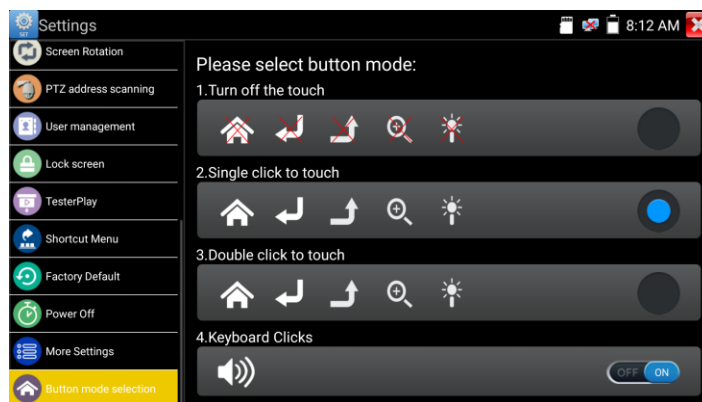 SET
Settings
8:12 AM
Screen Rotation
PTZ address scanning
User management
Lock screen
TesterPlay
Shortcut Menu
Factory Default
Power Off
More Settings
Button mode selection
Please select button mode:
1.Turn off the touch
2.Single click to touch
3.Double click to touch
4.Keyboard Clicks
OFF ON